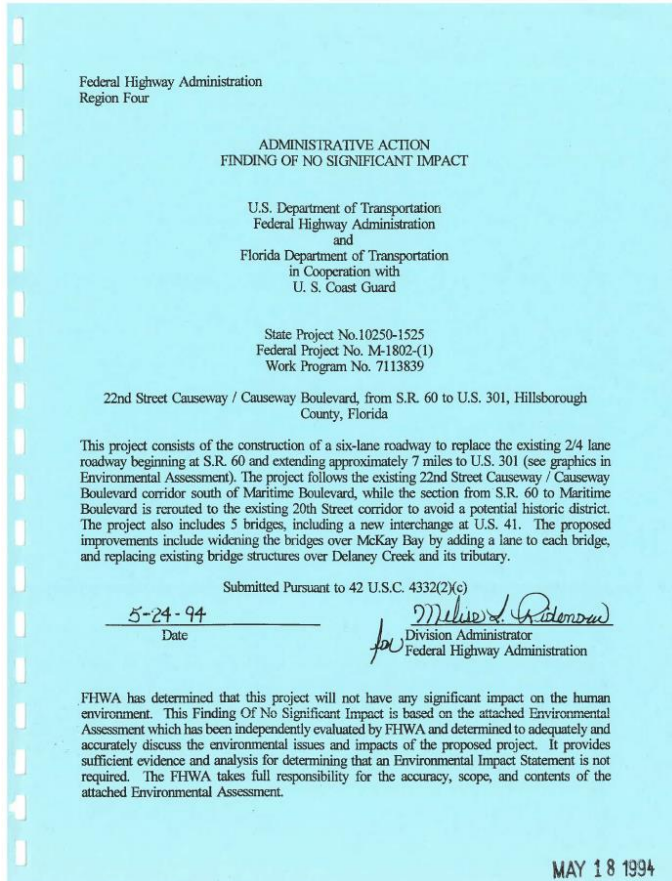 Federal Highway Administration
Region Four
ADMINISTRATIVE ACTION
FINDING OF NO SIGNIFICANT IMPACT
U.S. Department of Transportation
Federal Highway Administration
and
Florida Department of Transportation
in Cooperation with
U. S. Coast Guard
State Project No.10250-1525
Federal Project No. M-1802-(1)
Work Program No. 7113839
22nd Street Causeway / Causeway Boulevard, from S.R. 60 to U.S. 301, Hillsborough
County, Florida
This project consists of the construction of a six-lane roadway to replace the existing 2/4 lane
roadway beginning at S.R. 60 and extending approximately 7 miles to U.S. 301 (see graphics in
Environmental Assessment). The project follows the existing 22nd Street Causeway / Causeway
Boulevard corridor south of Maritime Boulevard, while the section from S.R. 60 to Maritime
Boulevard is rerouted to the existing 20th Street corridor to avoid a potential historic district.
The project also includes 5 bridges, including a new interchange at U.S. 41. The proposed
improvements include widening the bridges over McKay Bay by adding a lane to each bridge,
and replacing existing bridge structures over Delaney Creek and its tributary.
Submitted Pursuant to 42 U.S.C. 4332(2)(c)
5-24-94
Date
for Division Administrator
Federal Highway Administration
FHWA has determined that this project will not have any significant impact on the human
environment. This Finding Of No Significant Impact is based on the attached Environmental
Assessment which has been independently evaluated by FHWA and determined to adequately and
accurately discuss the environmental issues and impacts of the proposed project. It provides
sufficient evidence and analysis for determining that an Environmental Impact Statement is not
required. The FHWA takes full responsibility for the accuracy, scope, and contents of the
attached Environmental Assessment.
MAY 18 1994